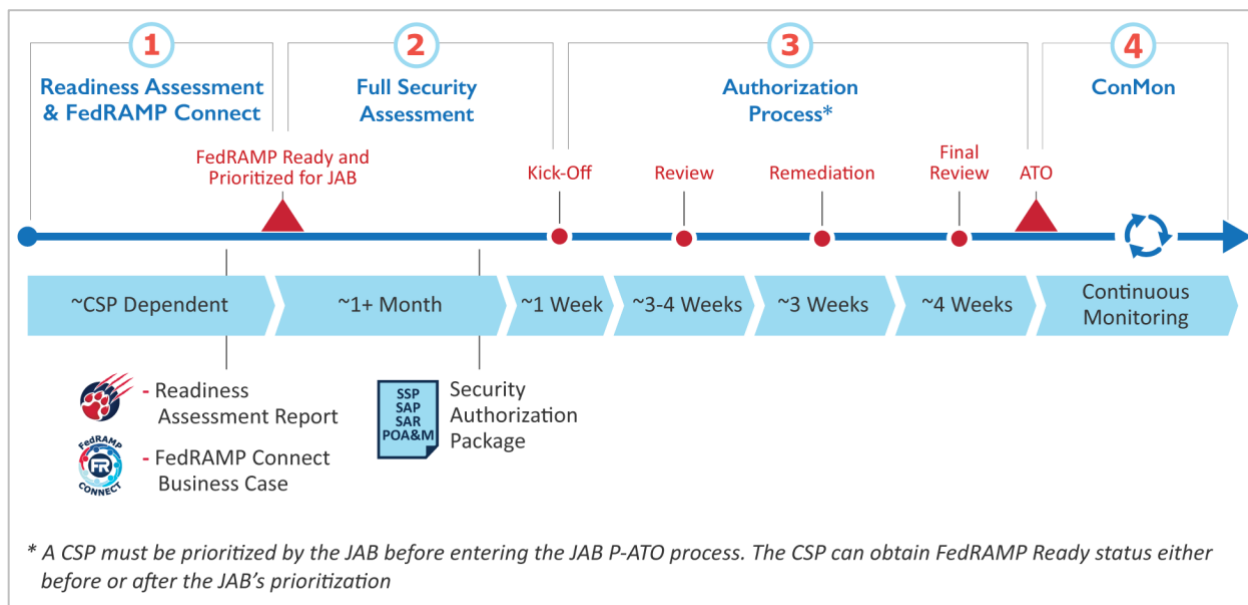 1
Readiness Assessment
& FedRAMP Connect
2
Full Security
Assessment
3
Authorization
Process*
4
ConMon
FedRAMP Ready and
Prioritized for JAB
Kick-Off
Review
Remediation
Final
Review
ATO
~CSP Dependent
~1+ Month
~1 Week
~3-4 Weeks
~3 Weeks
~4 Weeks
Continuous
Monitoring
- Readiness
Assessment Report
FedRAMP
FR
CONNECT
- FedRAMP Connect
Business Case
SSP
SAP
SAR
POA&M
Security
Authorization
Package
* A CSP must be prioritized by the JAB before entering the JAB P-ATO process. The CSP can obtain FedRAMP Ready status either
before or after the JAB’s prioritization